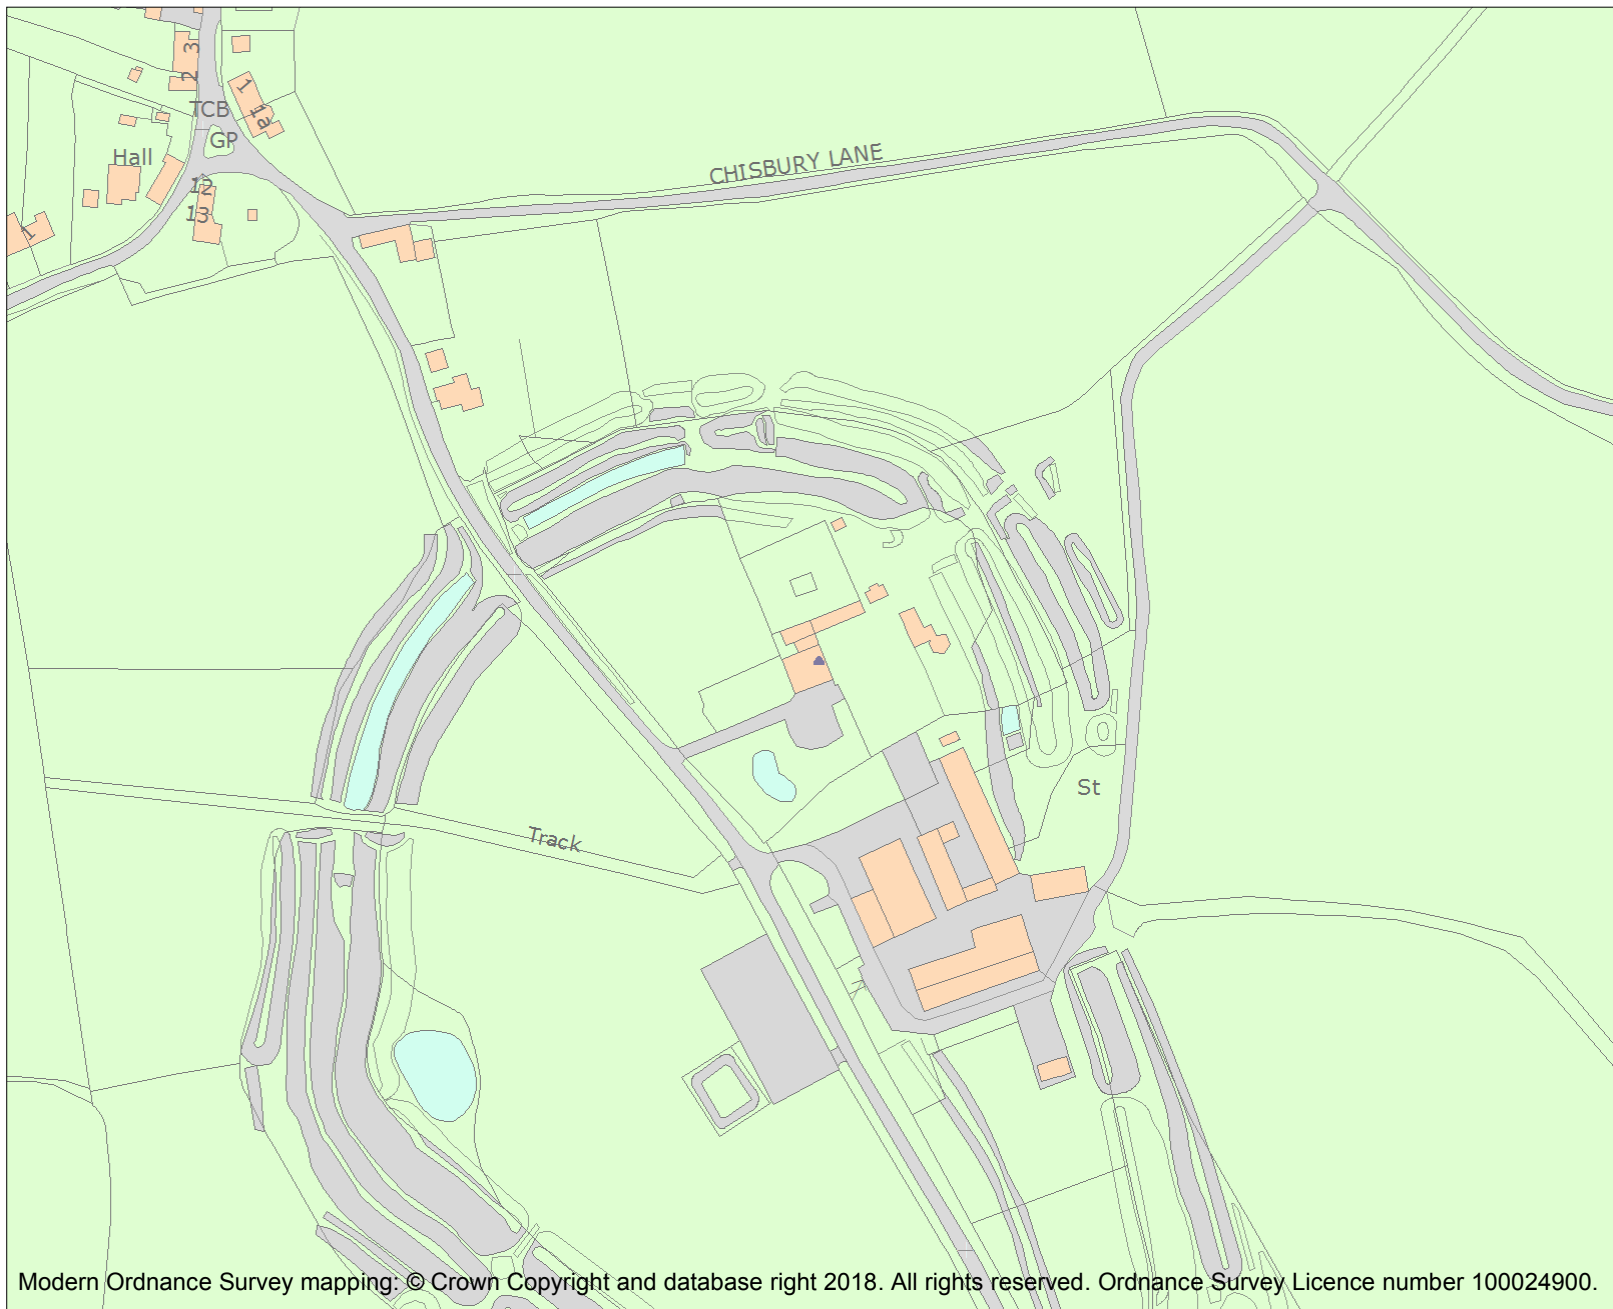 3
2
1
1a
TCB
GP
Hall
12
13
1
CHISBURY LANE
St
Track
Modern Ordnance Survey mapping: © Crown Copyright and database right 2018. All rights reserved. Ordnance Survey Licence number 100024900.